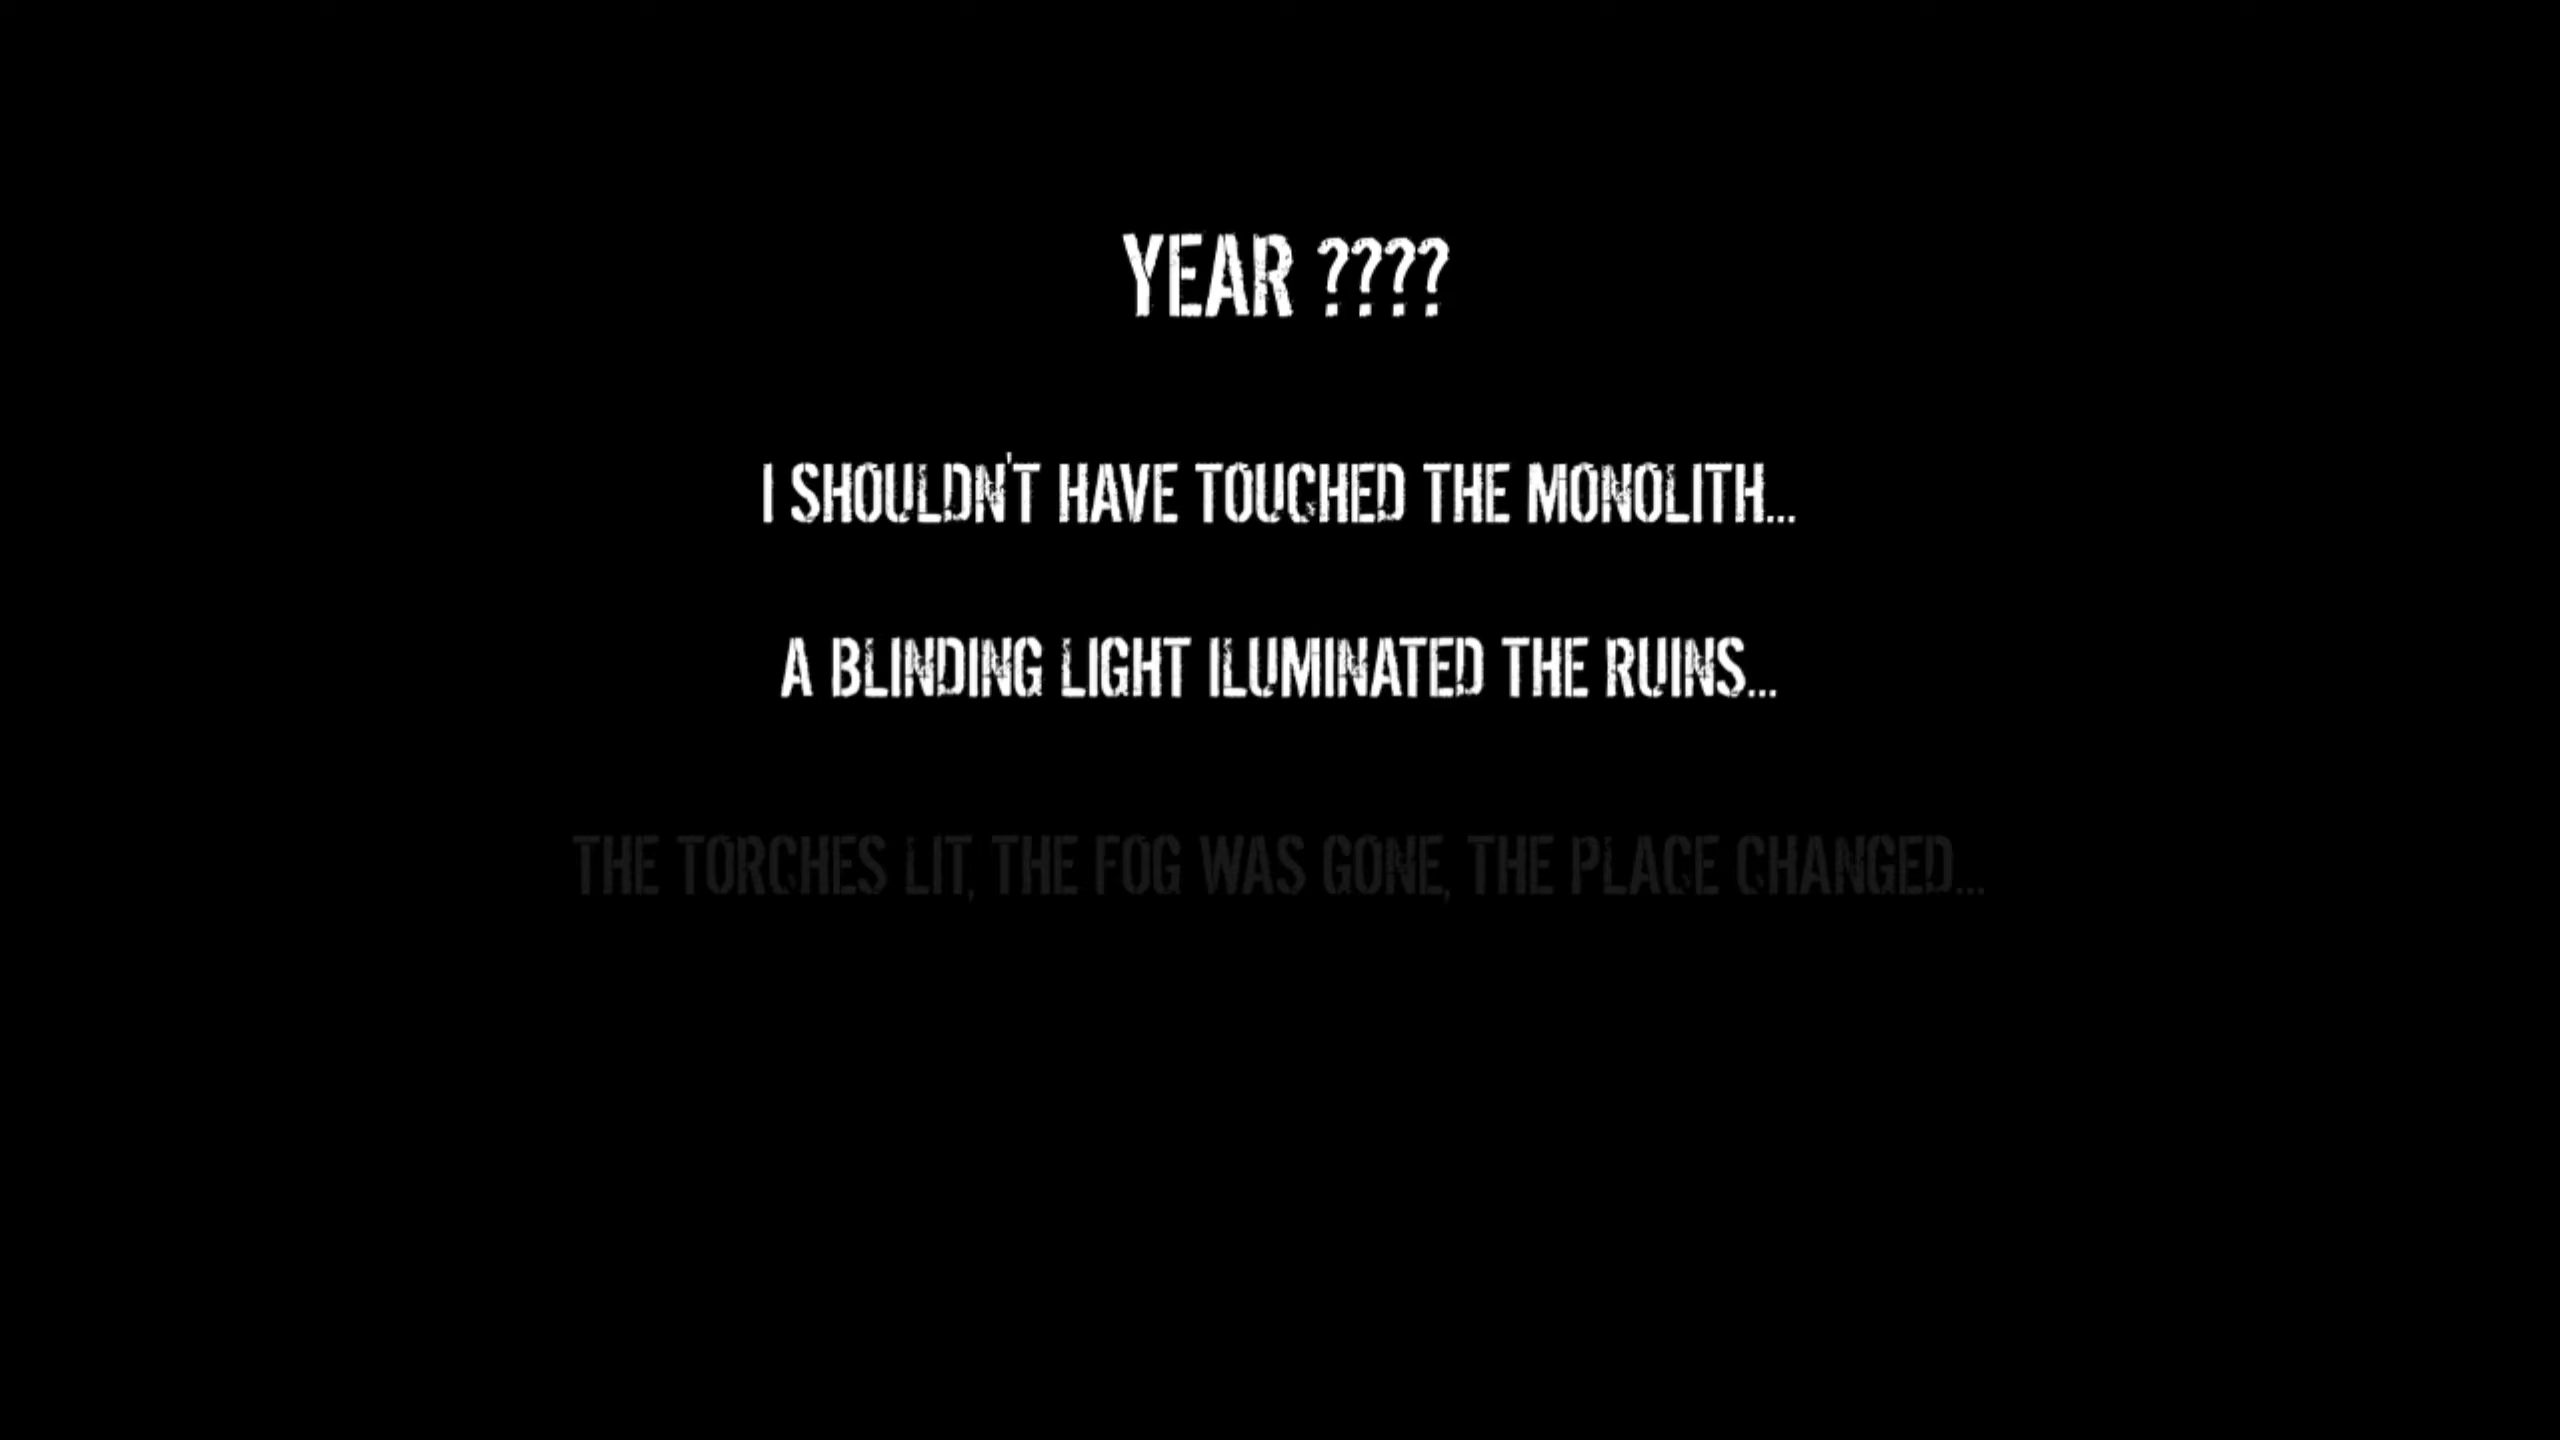 YEAR ????
I SHOULDN'T HAVE TOUCHED THE MONOLITH...
A BLINDING LIGHT ILUMINATED THE RUINS...
THE TORCHES LIT, THE FOG WAS GONE, THE PLACE CHANGED...